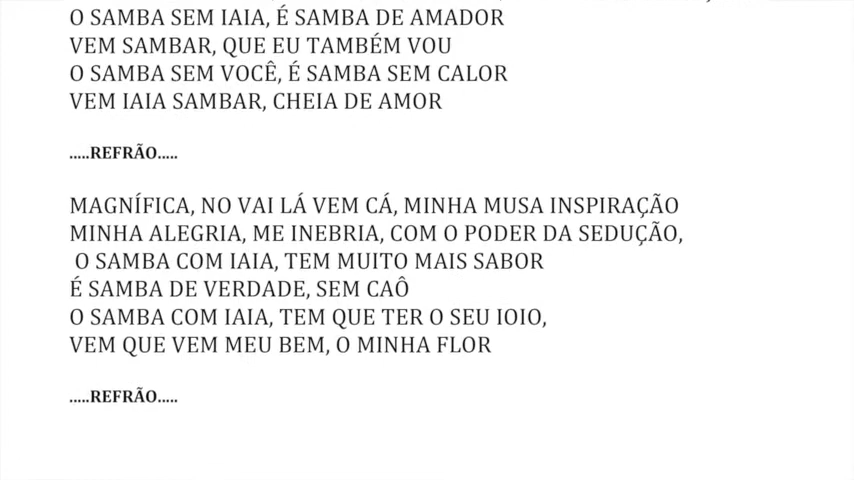 O SAMBA SEM IAIA, É SAMBA DE AMADOR
VEM SAMBAR, QUE EU TAMBÉM VOU
O SAMBA SEM VOCÊ, É SAMBA SEM CALOR
VEM IAIA SAMBAR, CHEIA DE AMOR
.....REFRÃO.....
MAGNÍFICA, NO VAI LÁ VEM CÁ, MINHA MUSA INSPIRAÇÃO
MINHA ALEGRIA, ME INEBRIA, COM O PODER DA SEDUÇÃO,
O SAMBA COM IAIA, TEM MUITO MAIS SABOR
É SAMBA DE VERDADE, SEM CAÔ
O SAMBA COM IAIA, TEM QUE TER O SEU IOIO,
VEM QUE VEM MEU BEM, O MINHA FLOR
.....REFRÃO.....